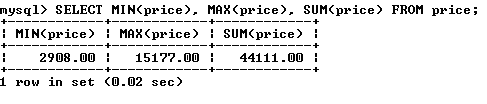 mysql> SELECT MIN(price), MAX(price), SUM(price) FROM price;
+------------+------------+------------+
| MIN(price) | MAX(price) | SUM(price) |
+------------+------------+------------+
|    2908.00 |   15177.00 |   44111.00 |
+------------+------------+------------+
1 row in set (0.02 sec)